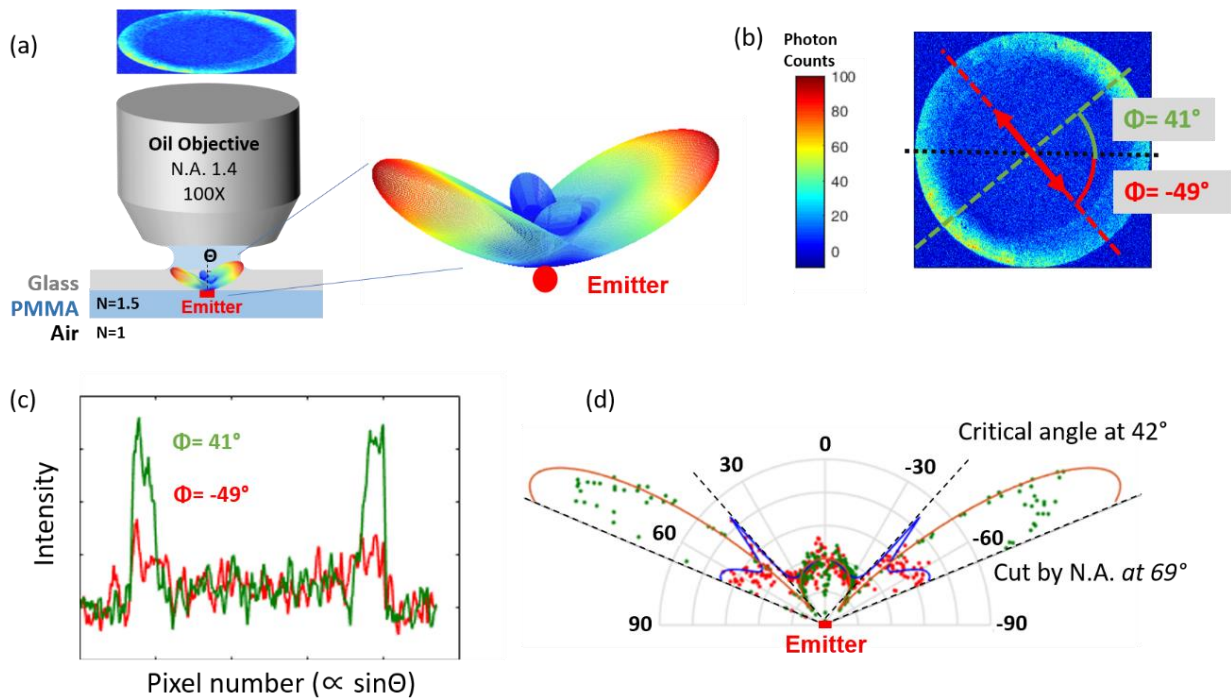 (a)
Oil Objective
N.A. 1.4
100X
Θ
Glass
PMMA
N=1.5
Emitter
Air
N=1
Emitter
(b)
Photon
Counts
100
80
60
40
20
0
Φ= 41°
Φ= -49°
(c)
Φ= 41°
Φ= -49°
Intensity
Pixel number (∝ sinΘ)
(d)
Critical angle at 42°
0
30
-30
60
-60
Cut by N.A. at 69°
90
-90
Emitter